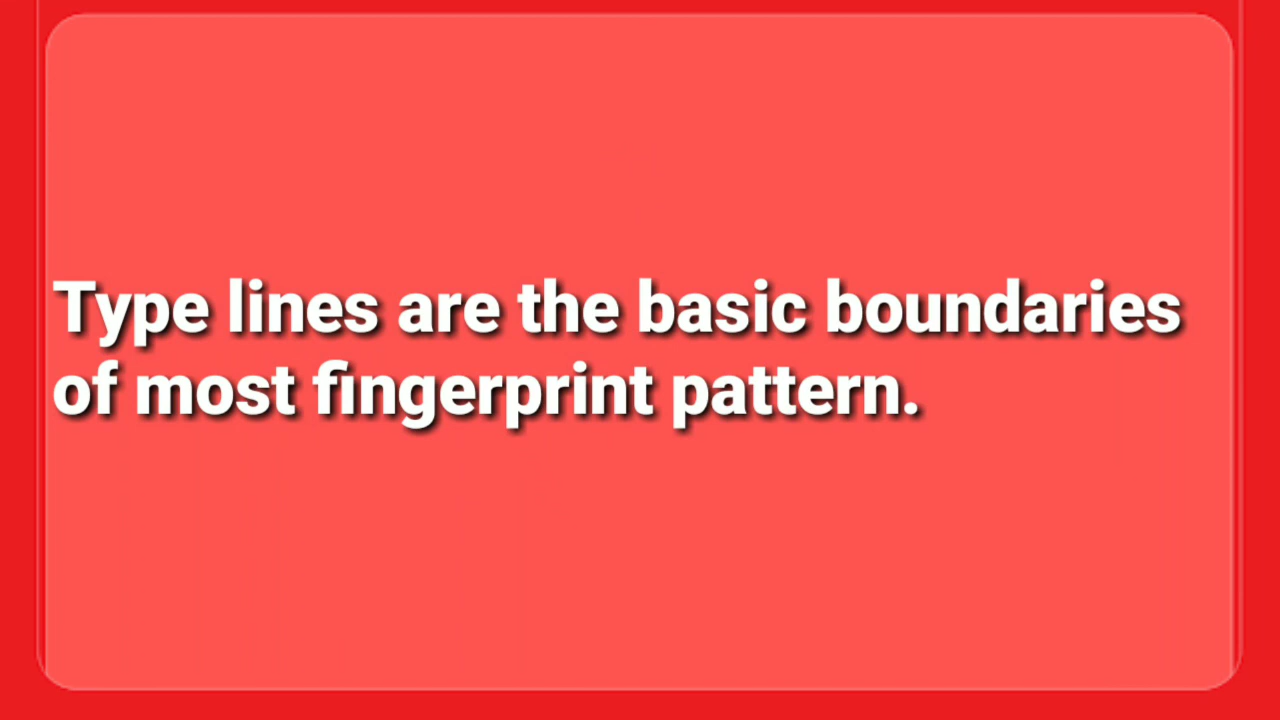 Type lines are the basic boundaries
of most fingerprint pattern.